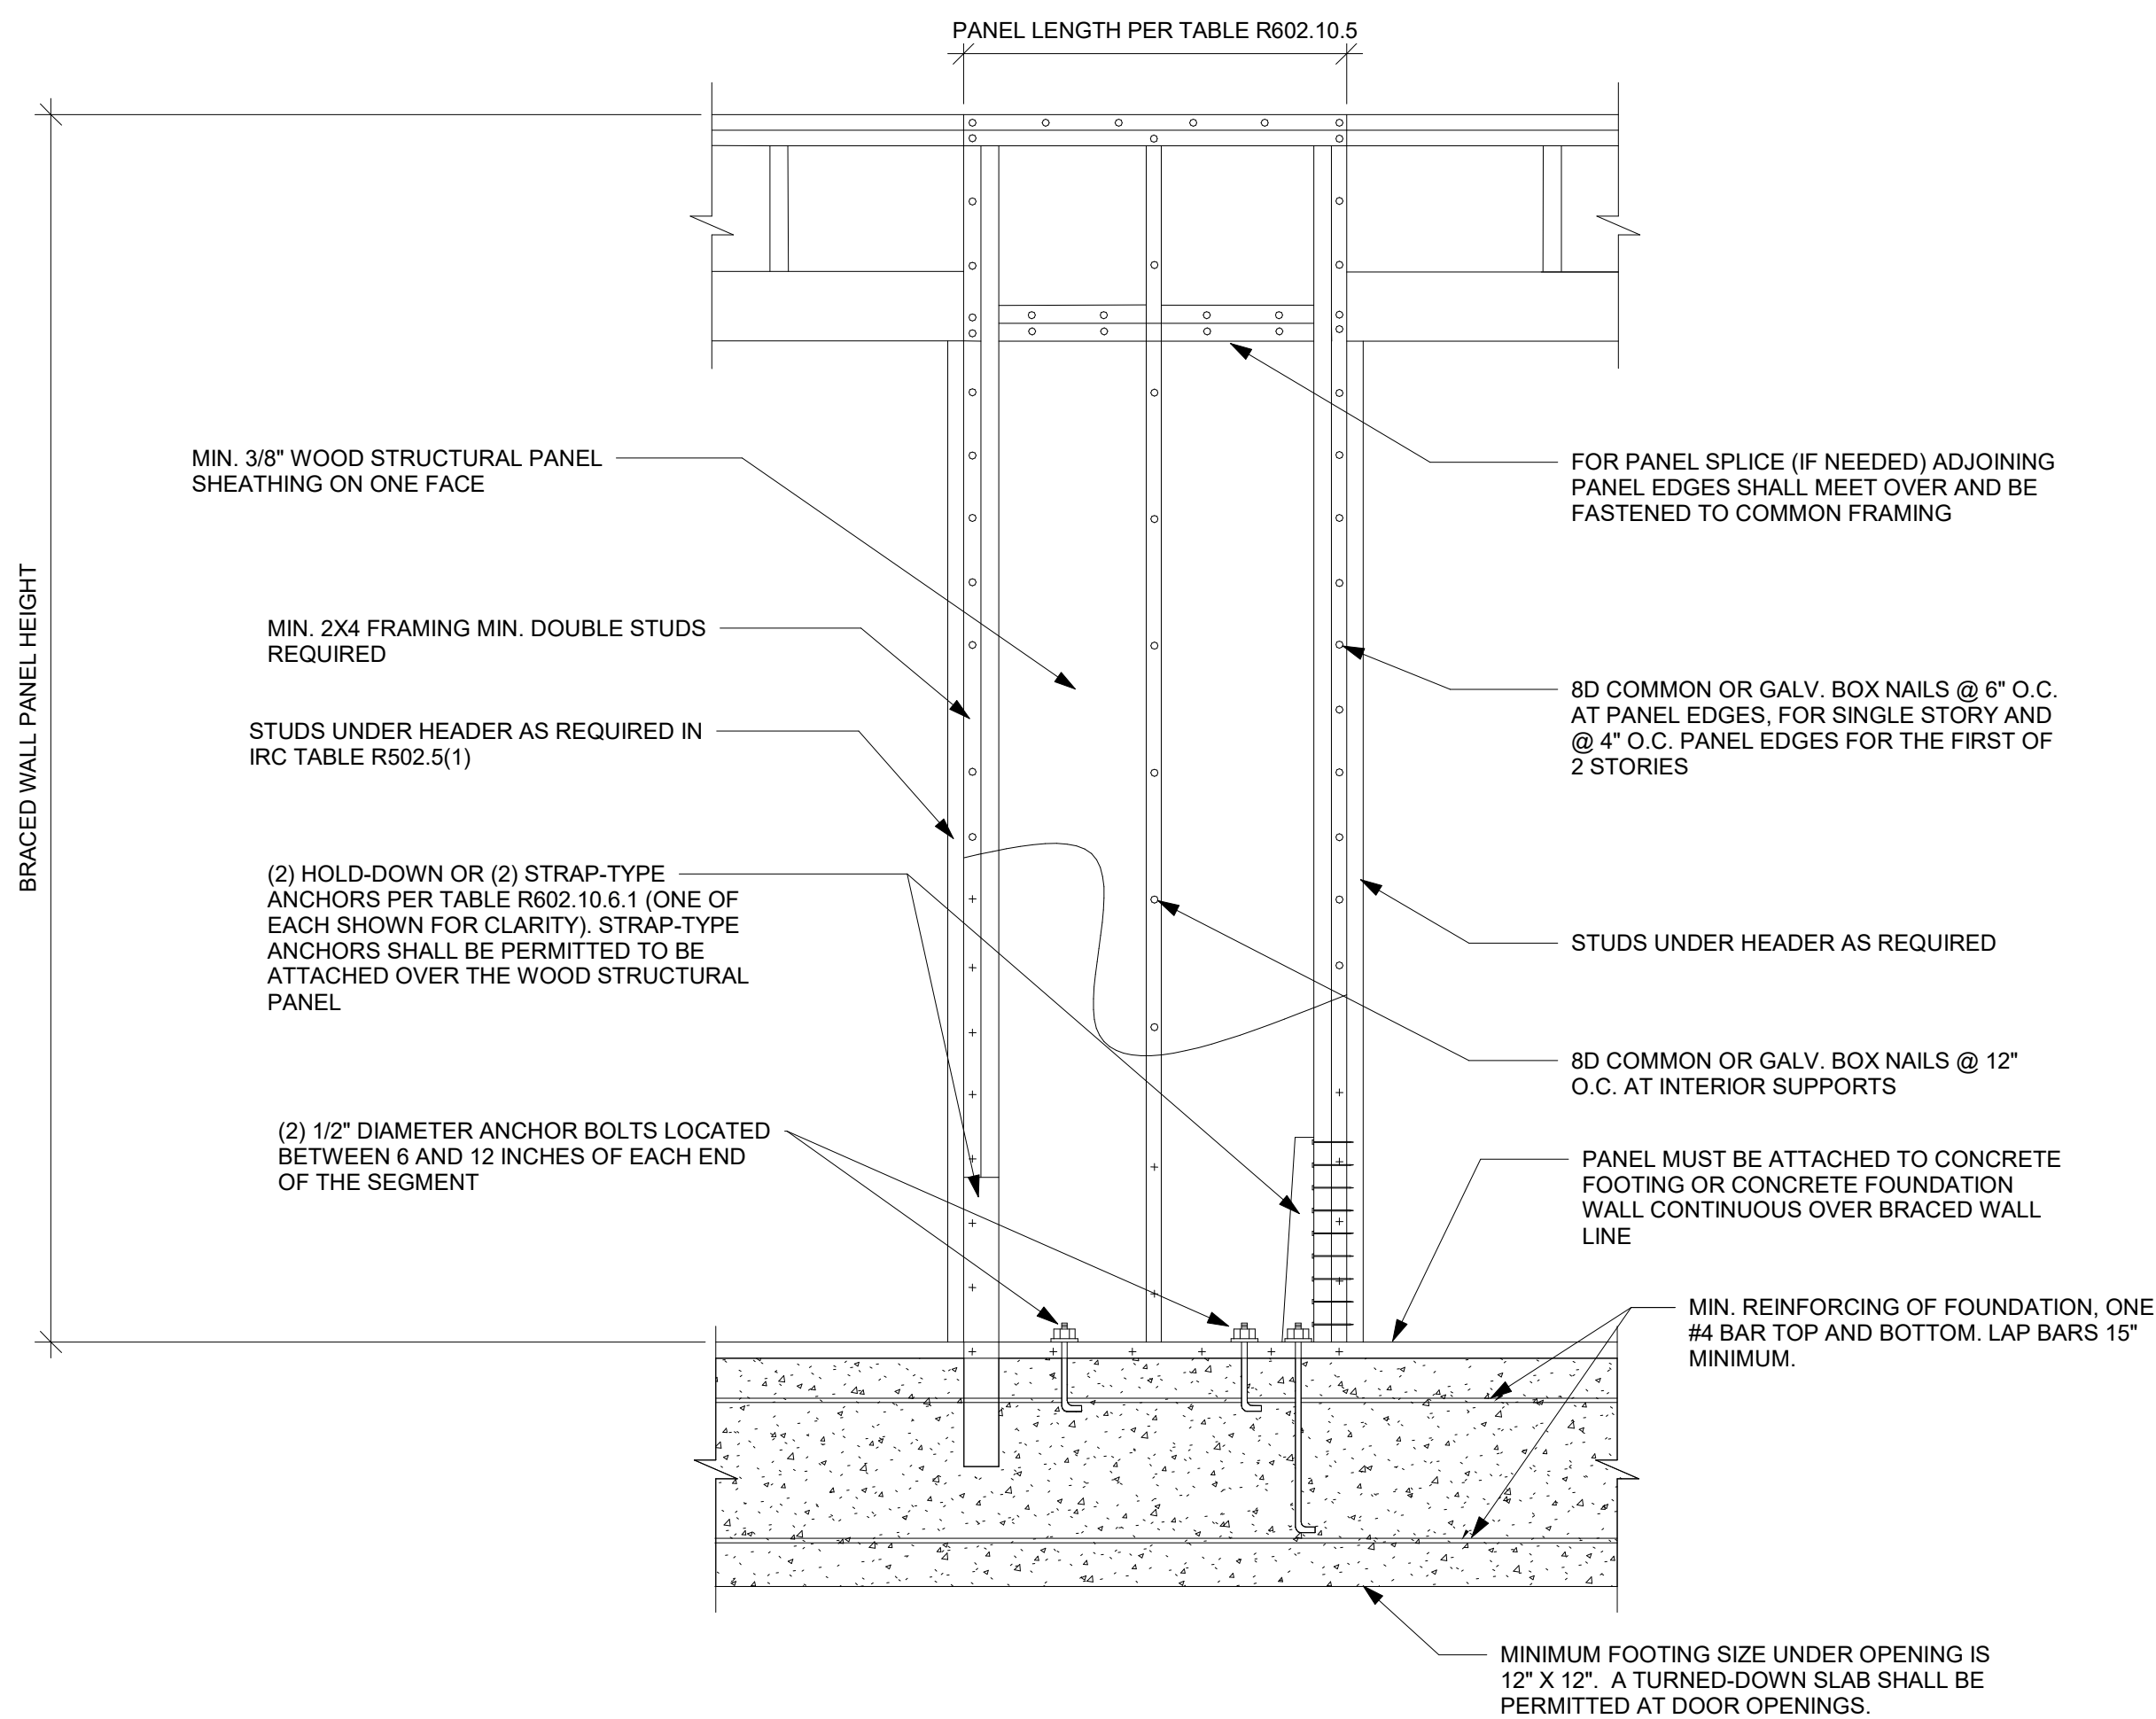 PANEL LENGTH PER TABLE R602.10.5
BRACED WALL PANEL HEIGHT
MIN. 3/8" WOOD STRUCTURAL PANEL
SHEATHING ON ONE FACE
MIN. 2X4 FRAMING MIN. DOUBLE STUDS
REQUIRED
STUDS UNDER HEADER AS REQUIRED IN
IRC TABLE R502.5(1)
(2) HOLD-DOWN OR (2) STRAP-TYPE
ANCHORS PER TABLE R602.10.6.1 (ONE OF
EACH SHOWN FOR CLARITY). STRAP-TYPE
ANCHORS SHALL BE PERMITTED TO BE
ATTACHED OVER THE WOOD STRUCTURAL
PANEL
(2) 1/2" DIAMETER ANCHOR BOLTS LOCATED
BETWEEN 6 AND 12 INCHES OF EACH END
OF THE SEGMENT
FOR PANEL SPLICE (IF NEEDED) ADJOINING
PANEL EDGES SHALL MEET OVER AND BE
FASTENED TO COMMON FRAMING
8D COMMON OR GALV. BOX NAILS @ 6" O.C.
AT PANEL EDGES, FOR SINGLE STORY AND
@ 4" O.C. PANEL EDGES FOR THE FIRST OF
2 STORIES
STUDS UNDER HEADER AS REQUIRED
8D COMMON OR GALV. BOX NAILS @ 12"
O.C. AT INTERIOR SUPPORTS
PANEL MUST BE ATTACHED TO CONCRETE
FOOTING OR CONCRETE FOUNDATION
WALL CONTINUOUS OVER BRACED WALL
LINE
MIN. REINFORCING OF FOUNDATION, ONE
#4 BAR TOP AND BOTTOM. LAP BARS 15"
MINIMUM.
MINIMUM FOOTING SIZE UNDER OPENING IS
12" X 12".  A TURNED-DOWN SLAB SHALL BE
PERMITTED AT DOOR OPENINGS.